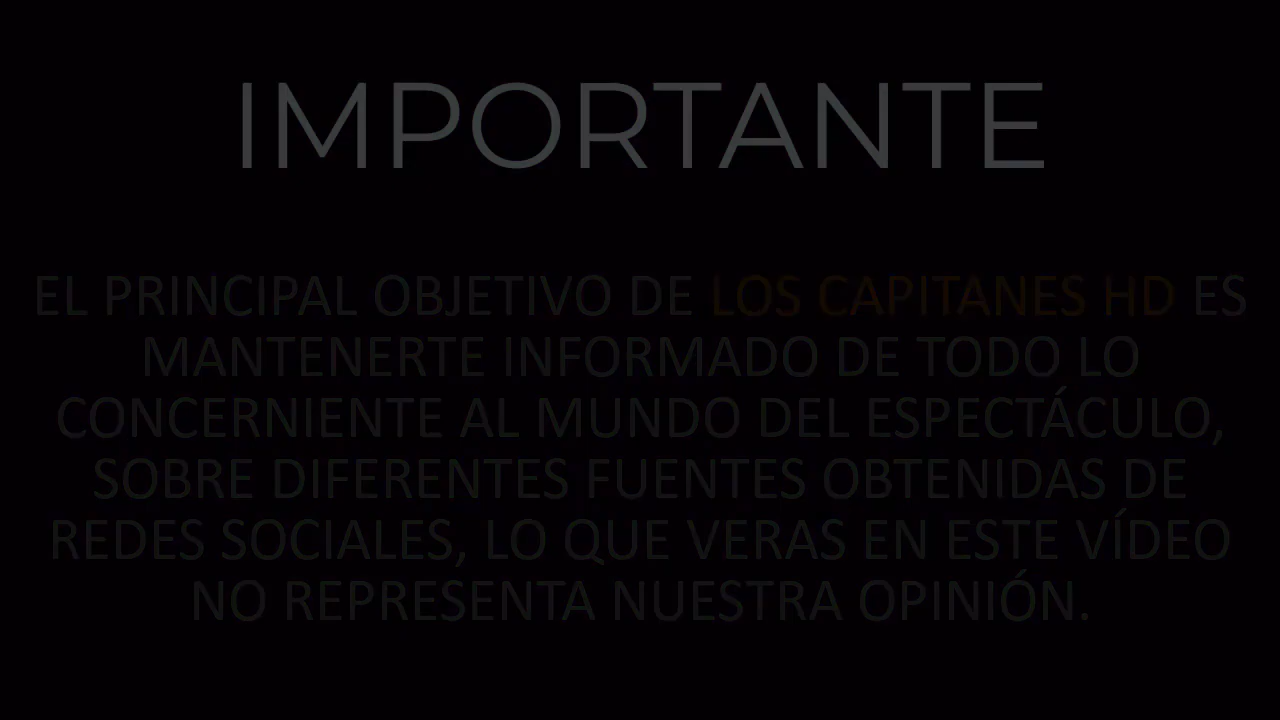 IMPORTANTE
EL PRINCIPAL OBJETIVO DE LOS CAPITANES HD ES
MANTENERTE INFORMADO DE TODO LO
CONCERNIENTE AL MUNDO DEL ESPECTÁCULO,
SOBRE DIFERENTES FUENTES OBTENIDAS DE
REDES SOCIALES, LO QUE VERAS EN ESTE VÍDEO
NO REPRESENTA NUESTRA OPINIÓN.